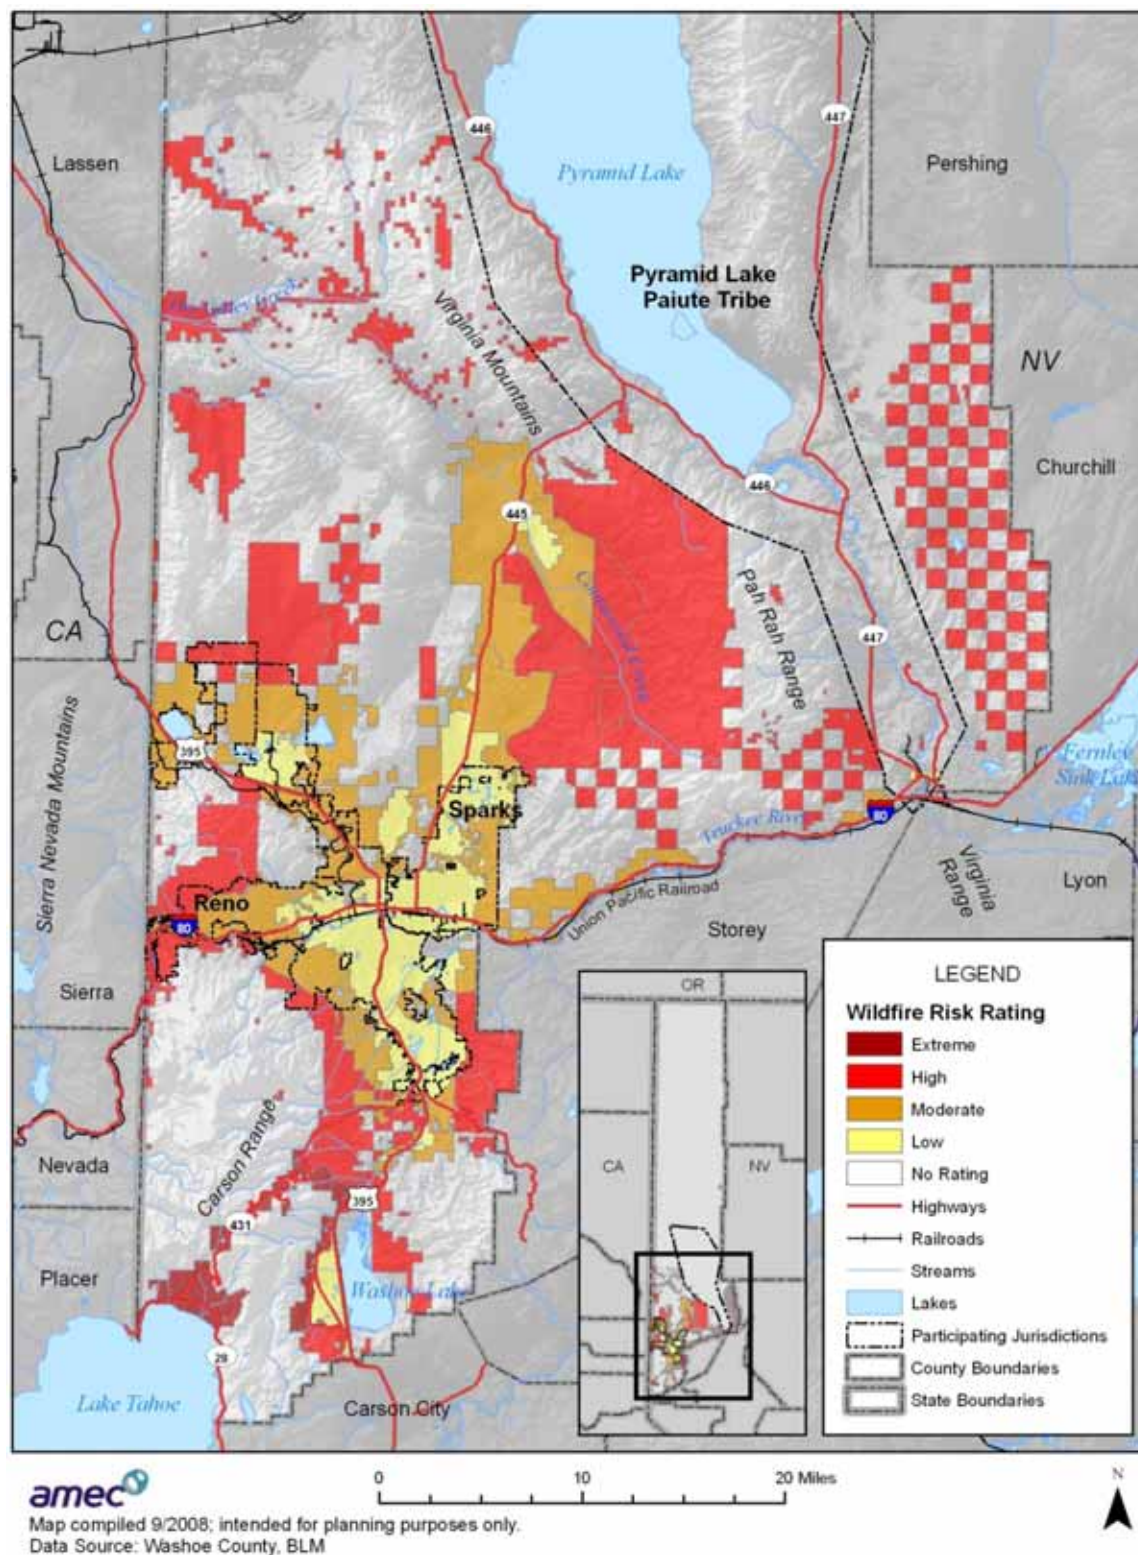 446
447
Lassen
Pyramid Lake
Pershing
Pyramid Lake
Paiute Tribe
Virginia Mountains
NV
Churchill
445
446
Pah Rah Range
CA
447
Sierra Nevada Mountains
395
Fernley
Sink Lake
Sparks
80
Truckee River
Virginia
Range
Lyon
Reno
Union Pacific Railroad
80
Storey
Sierra
OR
CA
NV
Nevada
Carson Range
395
431
Placer
Washoe Lake
28
Lake Tahoe
Carson City
LEGEND
Wildfire Risk Rating
Extreme
High
Moderate
Low
No Rating
Highways
Railroads
Streams
Lakes
Participating Jurisdictions
County Boundaries
State Boundaries
amec
0 10 20 Miles
N
Map compiled 9/2008; intended for planning purposes only.
Data Source: Washoe County, BLM